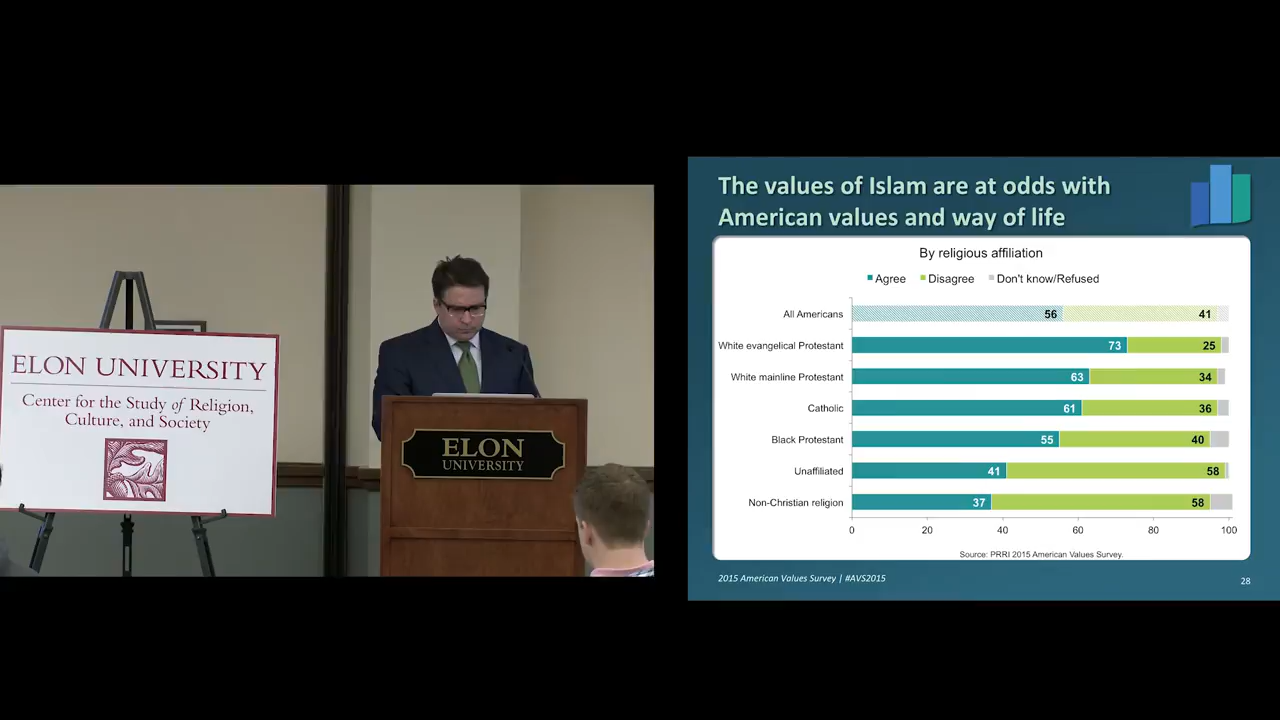 ELON UNIVERSITY
Center for the Study of Religion,
Culture, and Society
ELON
UNIVERSITY
The values of Islam are at odds with
American values and way of life
By religious affiliation
Agree Disagree Don't know/Refused
All Americans 56 41
White evangelical Protestant 73 25
White mainline Protestant 63 34
Catholic 61 36
Black Protestant 55 40
Unaffiliated 41 58
Non-Christian religion 37 58
0 20 40 60 80 100
Source: PRRI 2015 American Values Survey.
2015 American Values Survey | #AVS2015
28